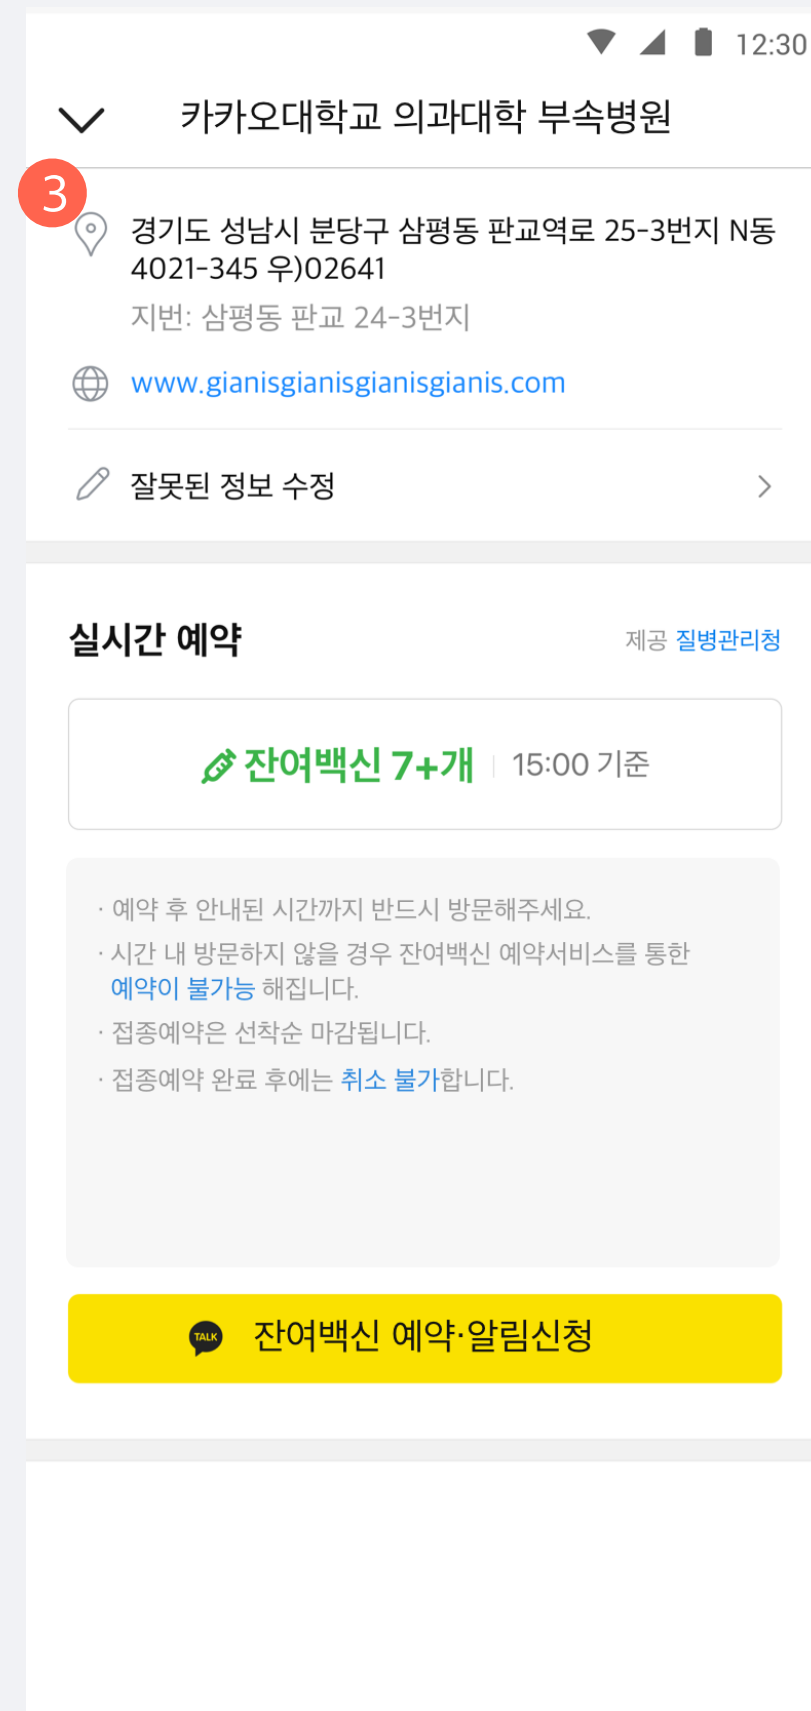 12:30
카카오대학교 의과대학 부속병원
3
경기도 성남시 분당구 삼평동 판교역로 25-3번지 N동
4021-345 우)02641
지번: 삼평동 판교 24-3번지
www.gianisgianisgianisgianis.com
잘못된 정보 수정
실시간 예약
제공 질병관리청
잔여백신 7+개
15:00 기준
· 예약 후 안내된 시간까지 반드시 방문해주세요.
· 시간 내 방문하지 않을 경우 잔여백신 예약서비스를 통한
예약이 불가능 해집니다.
· 접종예약은 선착순 마감됩니다.
· 접종예약 완료 후에는 취소 불가합니다.
TALK
잔여백신 예약·알림신청